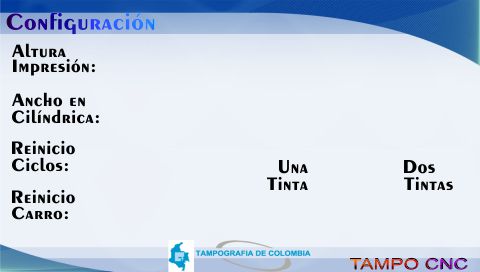 Configuración
Altura
Impresión:
Ancho en
Cilíndrica:
Reinicio
Ciclos:
Una
Tinta
Dos
Tintas
Reinicio
Carro:
TAMPOGRAFIA DE COLOMBIA
TAMPO CNC